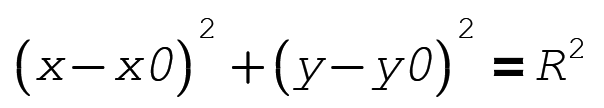 (x-x0)² + (y-y0)² = R²